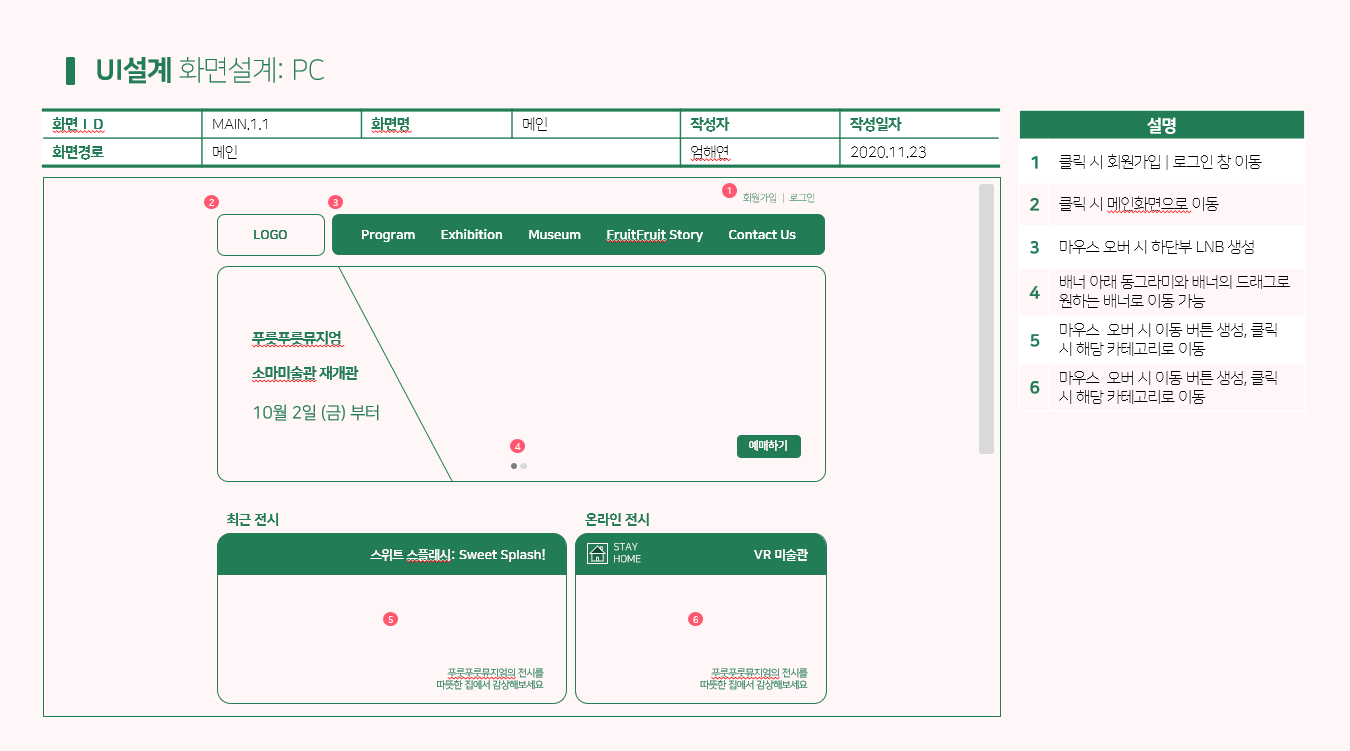 UI설계 화면설계: PC
화면 I D MAIN.1.1 화면명 메인 작성자 작성일자
화면경로 메인 엄해연 2020.11.23
1 회원가입 | 로그인
2 3
LOGO Program Exhibition Museum FruitFruit Story Contact Us
푸룻푸룻뮤지엄
소마미술관 재개관
10월 2일 (금) 부터
4
예매하기
최근 전시
스위트 스플래시: Sweet Splash!
5
푸룻푸룻뮤지엄의 전시를
따뜻한 집에서 감상해보세요
온라인 전시
STAY
HOME
VR 미술관
6
푸룻푸룻뮤지엄의 전시를
따뜻한 집에서 감상해보세요
설명
1 클릭 시 회원가입 | 로그인 창 이동
2 클릭 시 메인화면으로 이동
3 마우스 오버 시 하단부 LNB 생성
4 배너 아래 동그라미와 배너의 드래그로
원하는 배너로 이동 가능
5 마우스 오버 시 이동 버튼 생성, 클릭
시 해당 카테고리로 이동
6 마우스 오버 시 이동 버튼 생성, 클릭
시 해당 카테고리로 이동